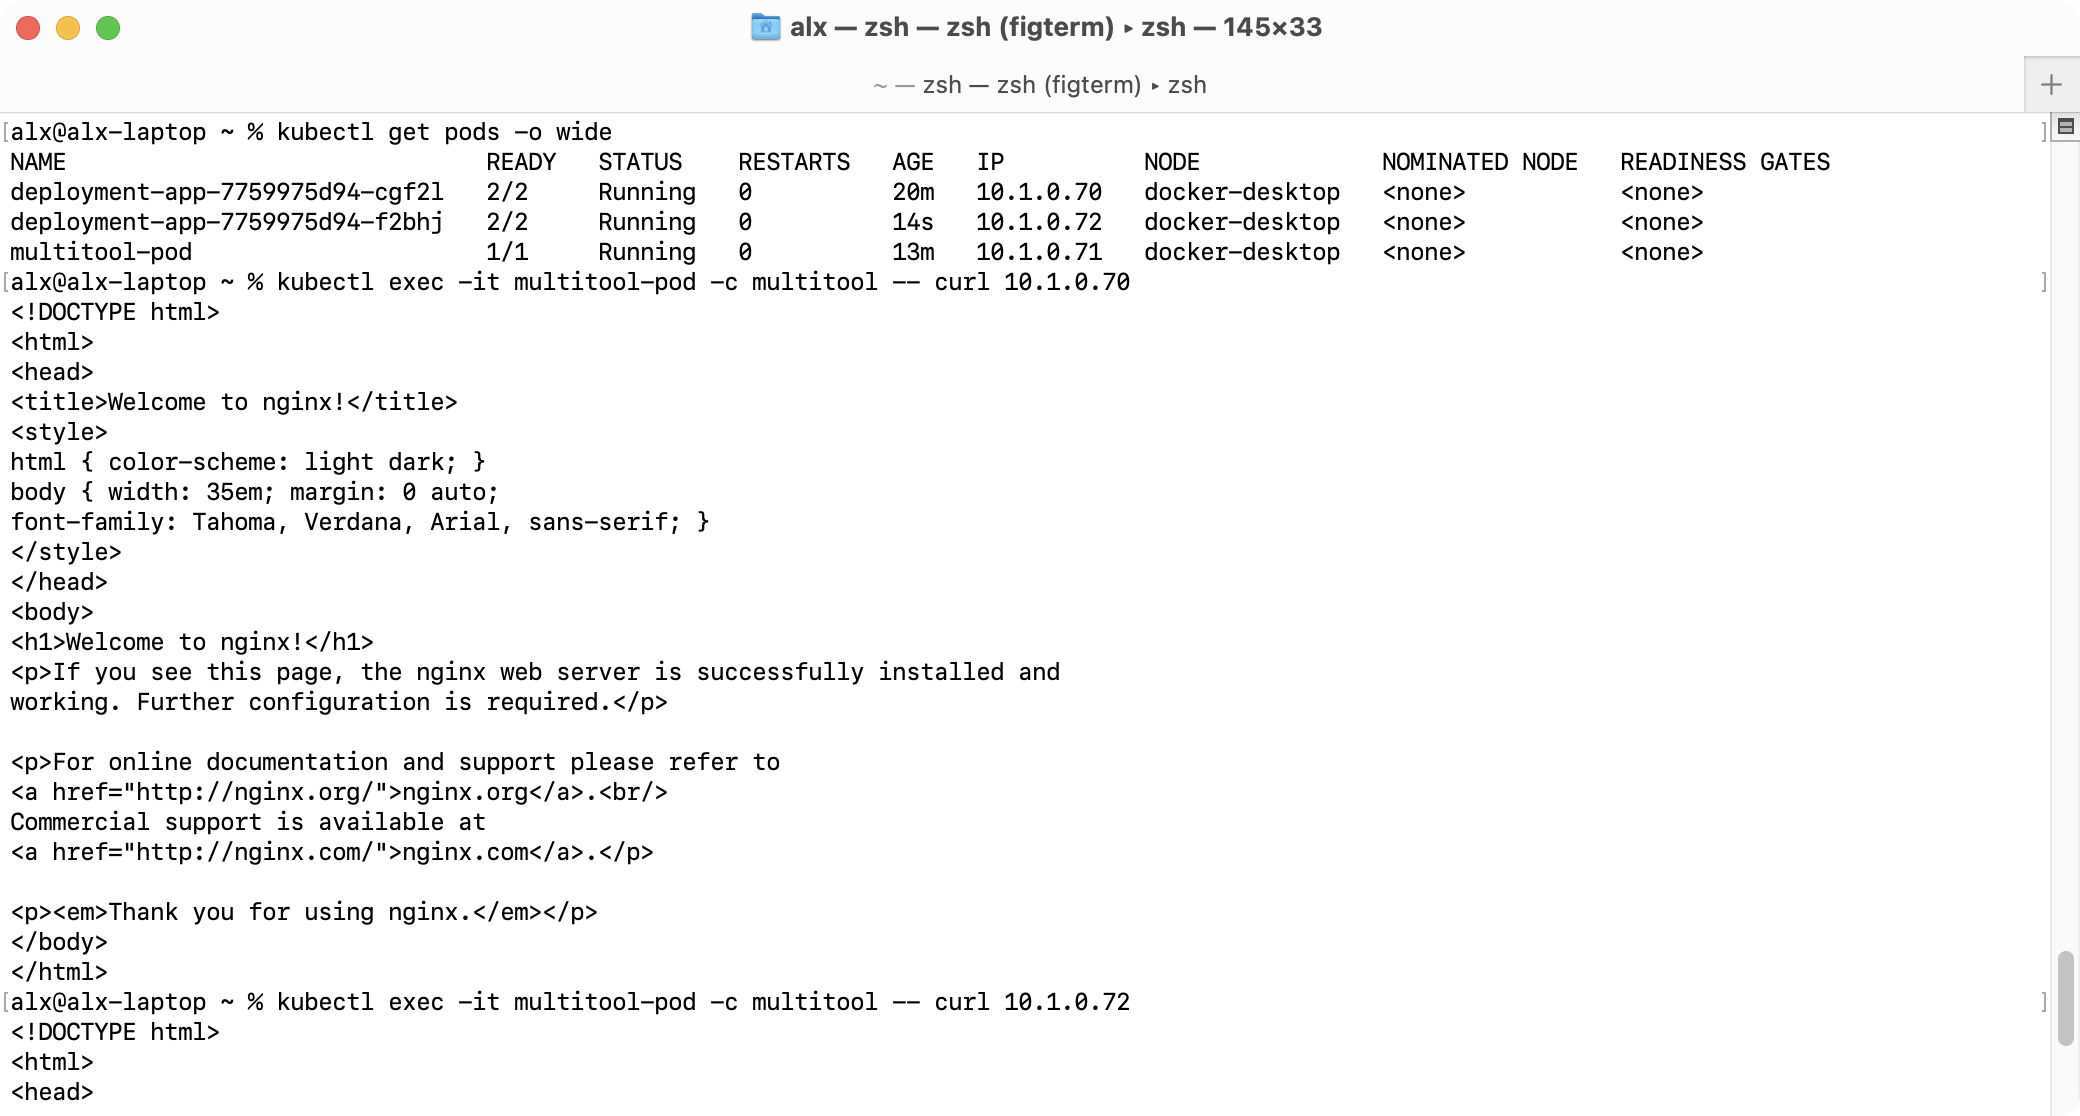 alx — zsh — zsh (figterm) ▸ zsh — 145×33
~ — zsh — zsh (figterm) ▸ zsh
[alx@alx-laptop ~ % kubectl get pods -o wide ]
NAME READY STATUS RESTARTS AGE IP NODE NOMINATED NODE READINESS GATES
deployment-app-7759975d94-cgf2l 2/2 Running 0 20m 10.1.0.70 docker-desktop <none> <none>
deployment-app-7759975d94-f2bhj 2/2 Running 0 14s 10.1.0.72 docker-desktop <none> <none>
multitool-pod 1/1 Running 0 13m 10.1.0.71 docker-desktop <none> <none>
[alx@alx-laptop ~ % kubectl exec -it multitool-pod -c multitool -- curl 10.1.0.70 ]
<!DOCTYPE html>
<html>
<head>
<title>Welcome to nginx!</title>
<style>
html { color-scheme: light dark; }
body { width: 35em; margin: 0 auto;
font-family: Tahoma, Verdana, Arial, sans-serif; }
</style>
</head>
<body>
<h1>Welcome to nginx!</h1>
<p>If you see this page, the nginx web server is successfully installed and
working. Further configuration is required.</p>
<p>For online documentation and support please refer to
<a href="http://nginx.org/">nginx.org</a>.<br/>
Commercial support is available at
<a href="http://nginx.com/">nginx.com</a>.</p>
<p><em>Thank you for using nginx.</em></p>
</body>
</html>
[alx@alx-laptop ~ % kubectl exec -it multitool-pod -c multitool -- curl 10.1.0.72 ]
<!DOCTYPE html>
<html>
<head>